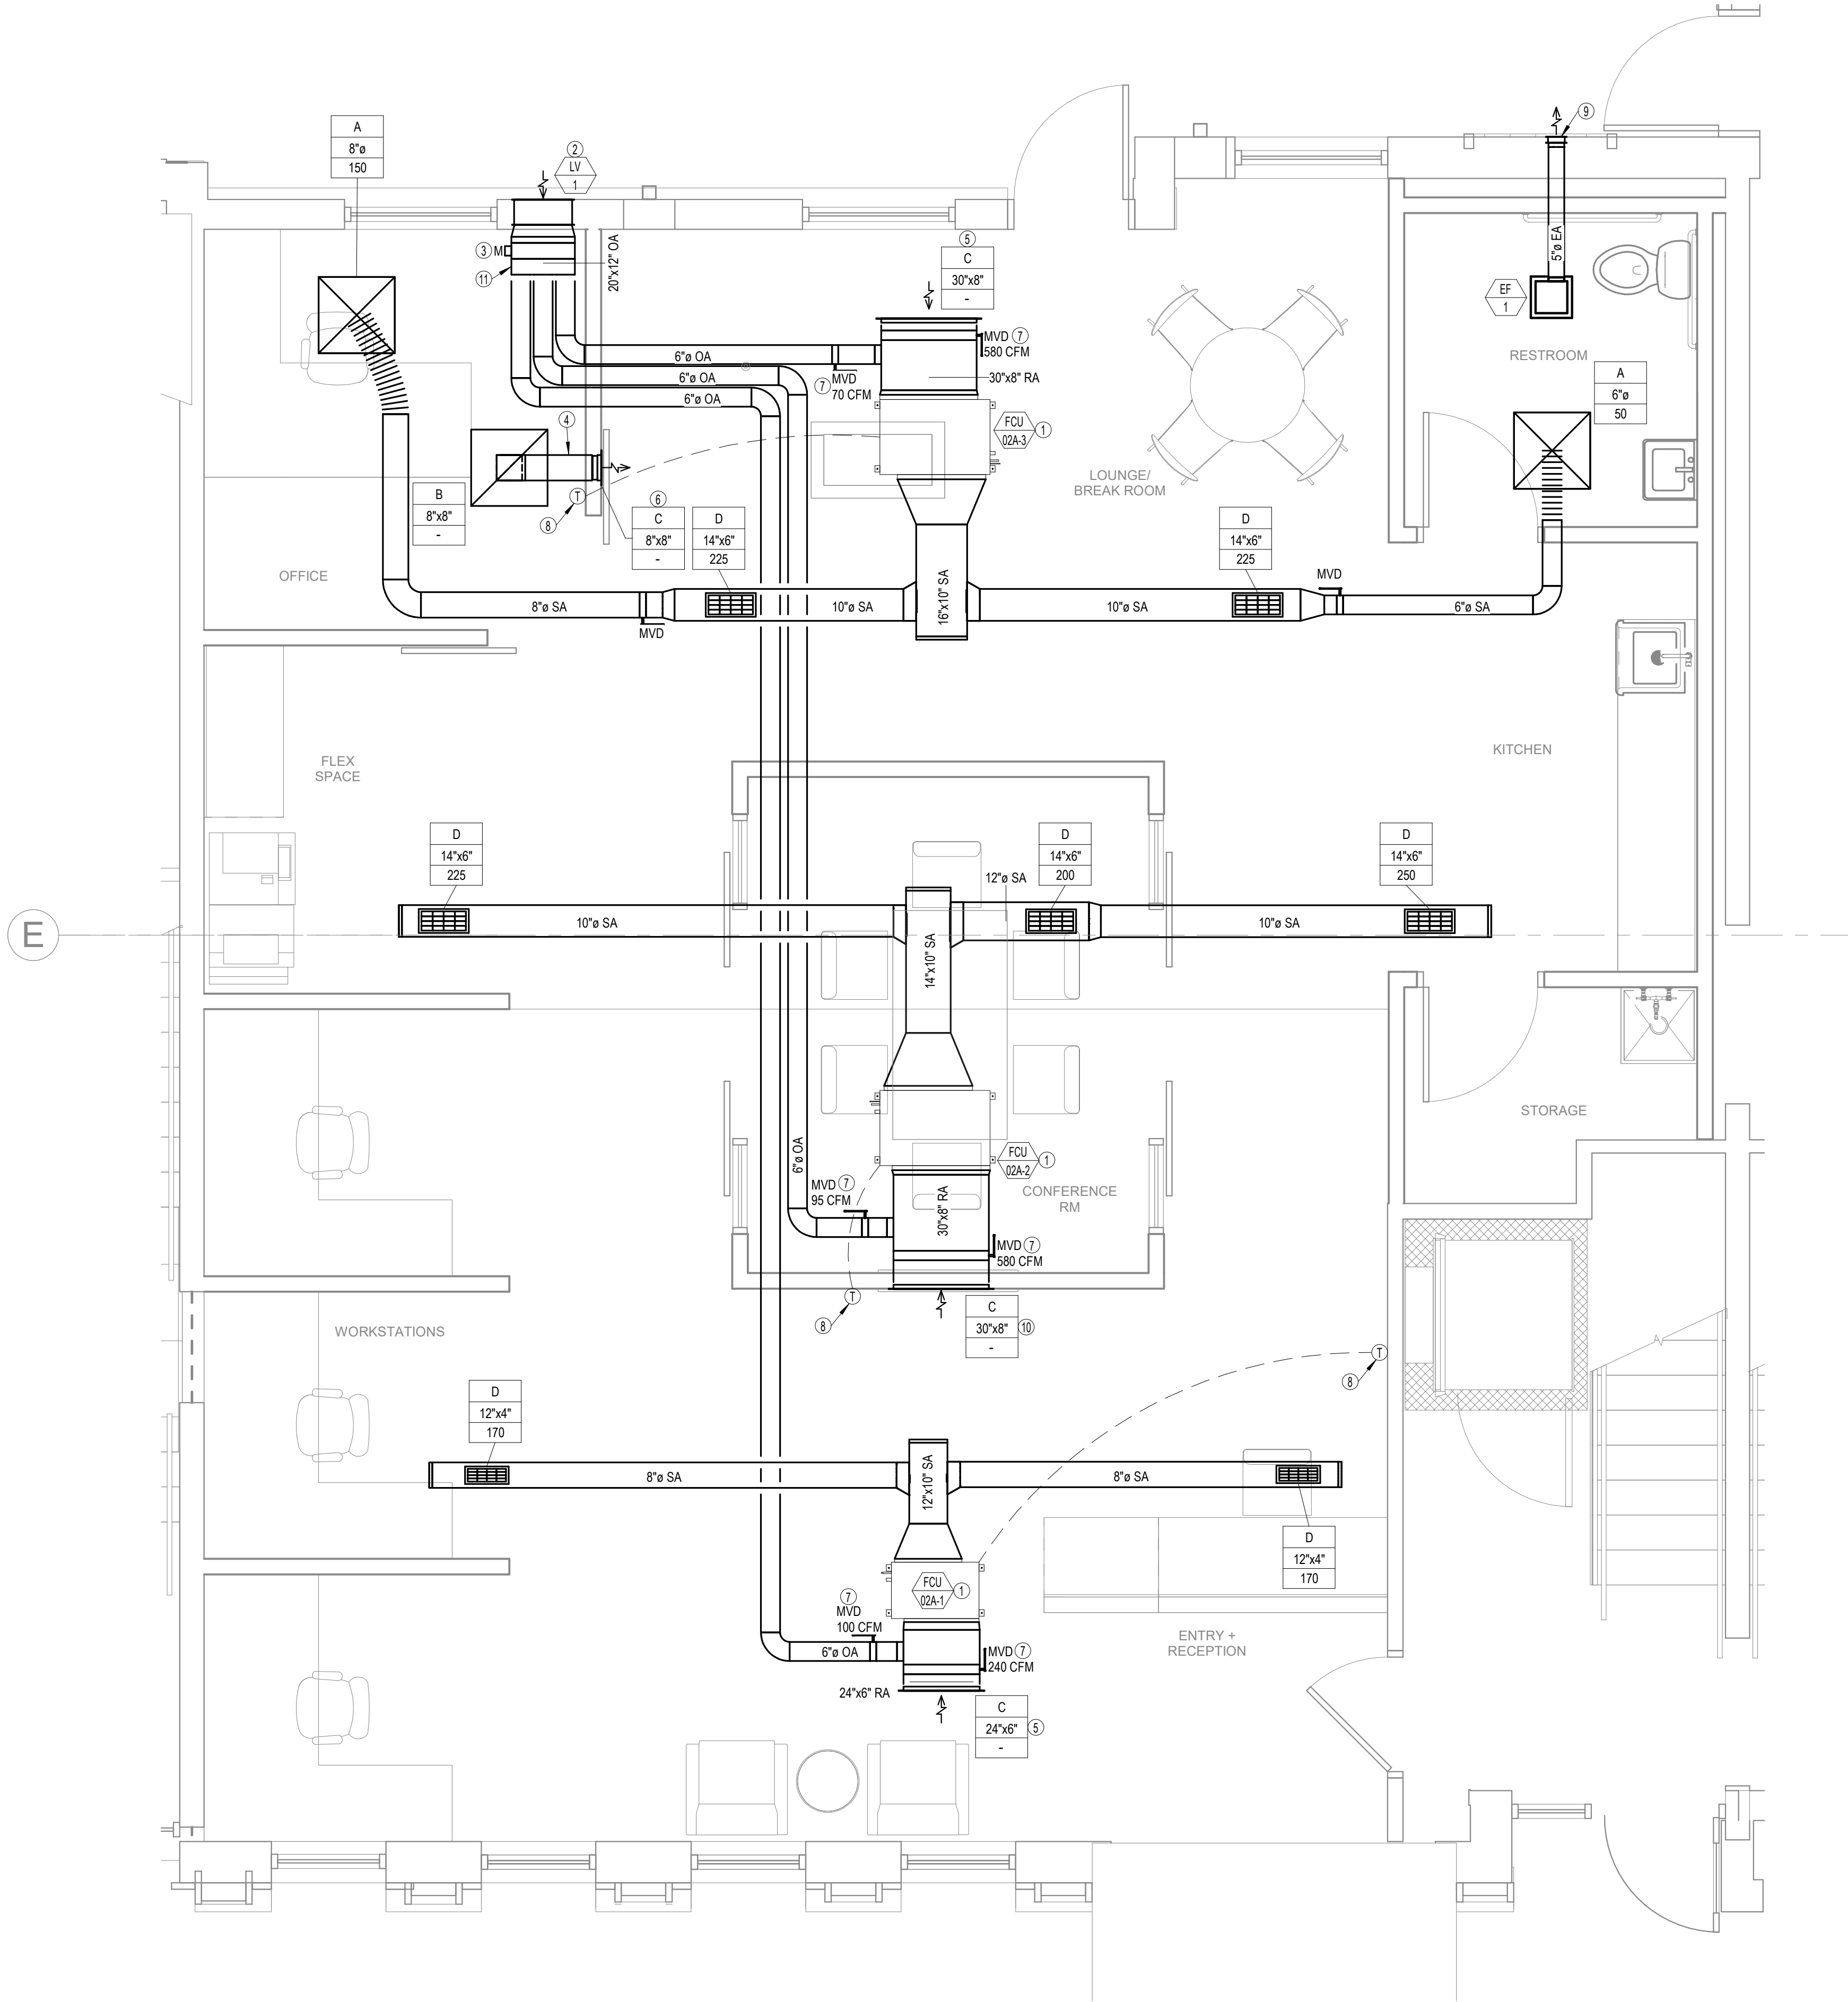 9
A
8"ø
150
2
LV
1
3
M
11
20"x12" OA
5
C
30"x8"
-
5"ø EA
EF
1
MVD 7
580 CFM
6"ø OA
6"ø OA
6"ø OA
7
MVD
70 CFM
30"x8" RA
RESTROOM
A
6"ø
50
FCU
02A-3
1
4
LOUNGE/
BREAK ROOM
B
8"x8"
-
T
8
6
C
8"x8"
-
D
14"x6"
225
D
14"x6"
225
OFFICE
MVD
8"ø SA
10"ø SA
16"x10" SA
10"ø SA
6"ø SA
MVD
FLEX
SPACE
KITCHEN
D
14"x6"
225
D
14"x6"
200
D
14"x6"
250
12"ø SA
E
10"ø SA
10"ø SA
14"x10" SA
STORAGE
6"ø OA
FCU
02A-2
1
MVD 7
95 CFM
30"x8" RA
CONFERENCE
RM
MVD 7
580 CFM
T
8
C
30"x8"
-
10
WORKSTATIONS
T
8
D
12"x4"
170
8"ø SA
12"x10" SA
8"ø SA
D
12"x4"
170
FCU
02A-1
1
7
MVD
100 CFM
6"ø OA
MVD 7
240 CFM
ENTRY +
RECEPTION
24"x6" RA
C
24"x6"
-
5